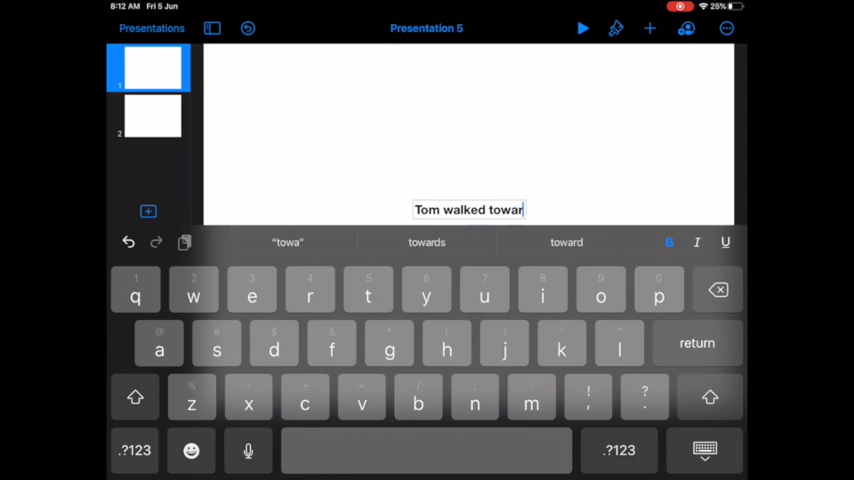 8:12 AM Fri 5 Jun 25%
Presentations Presentation 5
1
2
Tom walked towar
"towa" towards toward B I U
1 2 3 4 5 6 7 8 9 0
q w e r t y u i o p
@ # $ & * ( ) ' "
a s d f g h j k l return
% - + = / ; : ! ?
z x c v b n m , .
.?123 .?123